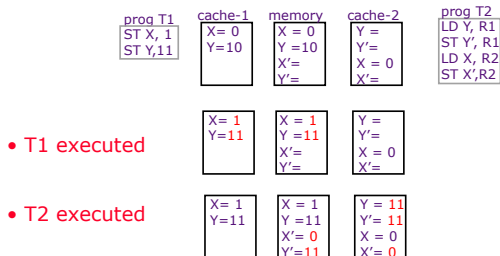 prog T1
cache-1
memory
cache-2
prog T2
ST X, 1
ST Y,11
X= 0
Y=10
X = 0
Y =10
X'=
Y'=
Y =
Y'=
X = 0
X'=
LD Y, R1
ST Y', R1
LD X, R2
ST X',R2
• T1 executed
X= 1
Y=11
X = 1
Y =11
X'=
Y'=
Y =
Y'=
X = 0
X'=
• T2 executed
X= 1
Y=11
X = 1
Y =11
X'= 0
Y'=11
Y = 11
Y'= 11
X = 0
X'= 0